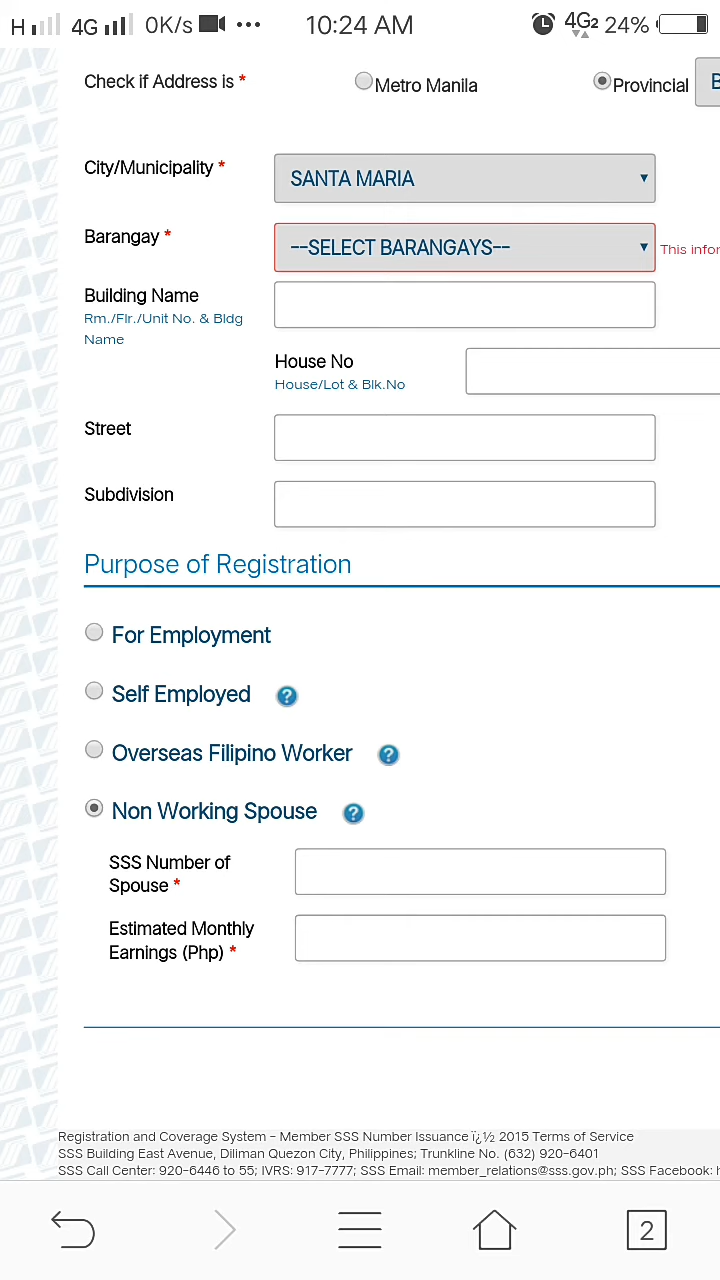 H 4G 0K/s ••• 10:24 AM 4G2 24%
Check if Address is * Metro Manila Provincial B
City/Municipality * SANTA MARIA
Barangay * --SELECT BARANGAYS-- This infor
Building Name
Rm./Flr./Unit No. & Bldg
Name
House No
House/Lot & Blk.No
Street
Subdivision
Purpose of Registration
For Employment
Self Employed ?
Overseas Filipino Worker ?
Non Working Spouse ?
SSS Number of
Spouse *
Estimated Monthly
Earnings (Php) *
Registration and Coverage System - Member SSS Number Issuance ï¿½ 2015 Terms of Service
SSS Building East Avenue, Diliman Quezon City, Philippines; Trunkline No. (632) 920-6401
SSS Call Center: 920-6446 to 55; IVRS: 917-7777; SSS Email: member_relations@sss.gov.ph; SSS Facebook: h
2